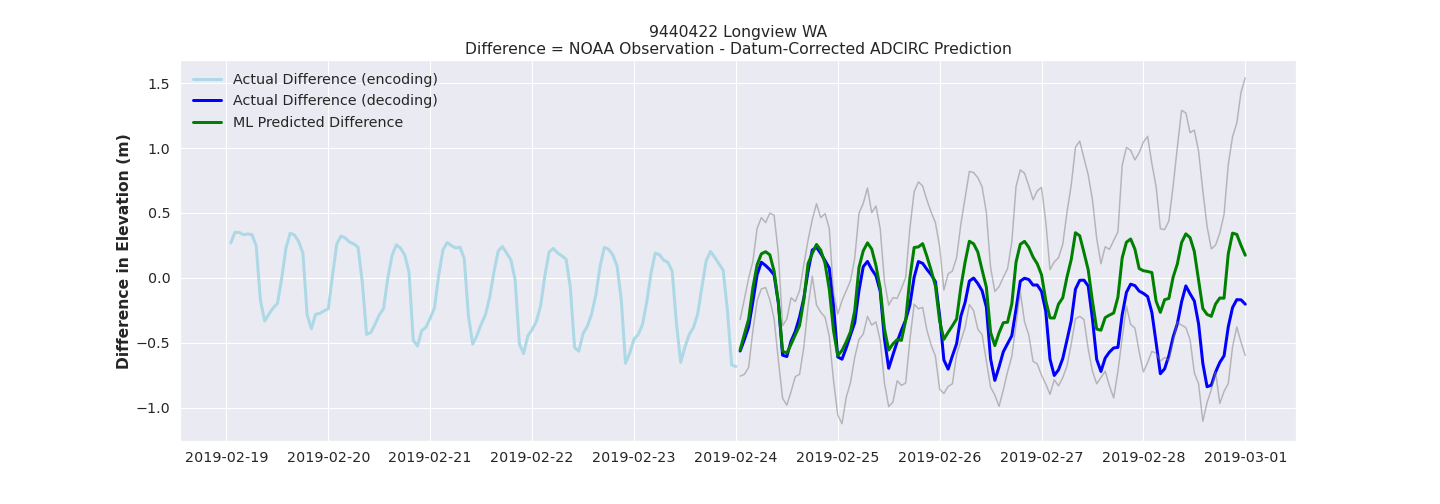 9440422 Longview WA
Difference = NOAA Observation - Datum-Corrected ADCIRC Prediction
Actual Difference (encoding)
Actual Difference (decoding)
ML Predicted Difference
Difference in Elevation (m)
1.5
1.0
0.5
0.0
−0.5
−1.0
2019-02-19 2019-02-20 2019-02-21 2019-02-22 2019-02-23 2019-02-24 2019-02-25 2019-02-26 2019-02-27 2019-02-28 2019-03-01